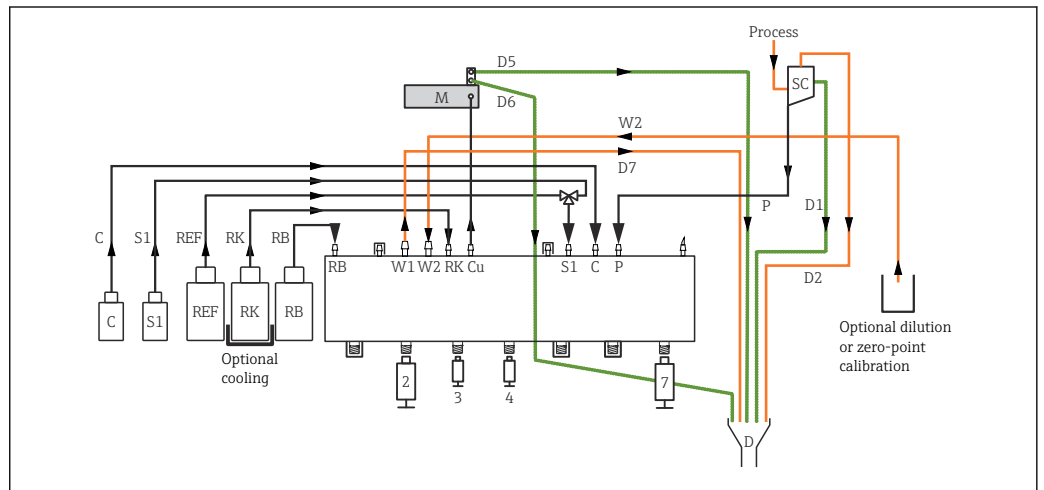 Process
D5
SC
M
D6
W2
D7
P
D1
C
S1
REF
RK
RB
RB
W1
W2
RK
Cu
S1
C
P
D2
C
S1
REF
RK
RB
Optional
cooling
Optional dilution
or zero-point
calibration
2
3
4
7
D